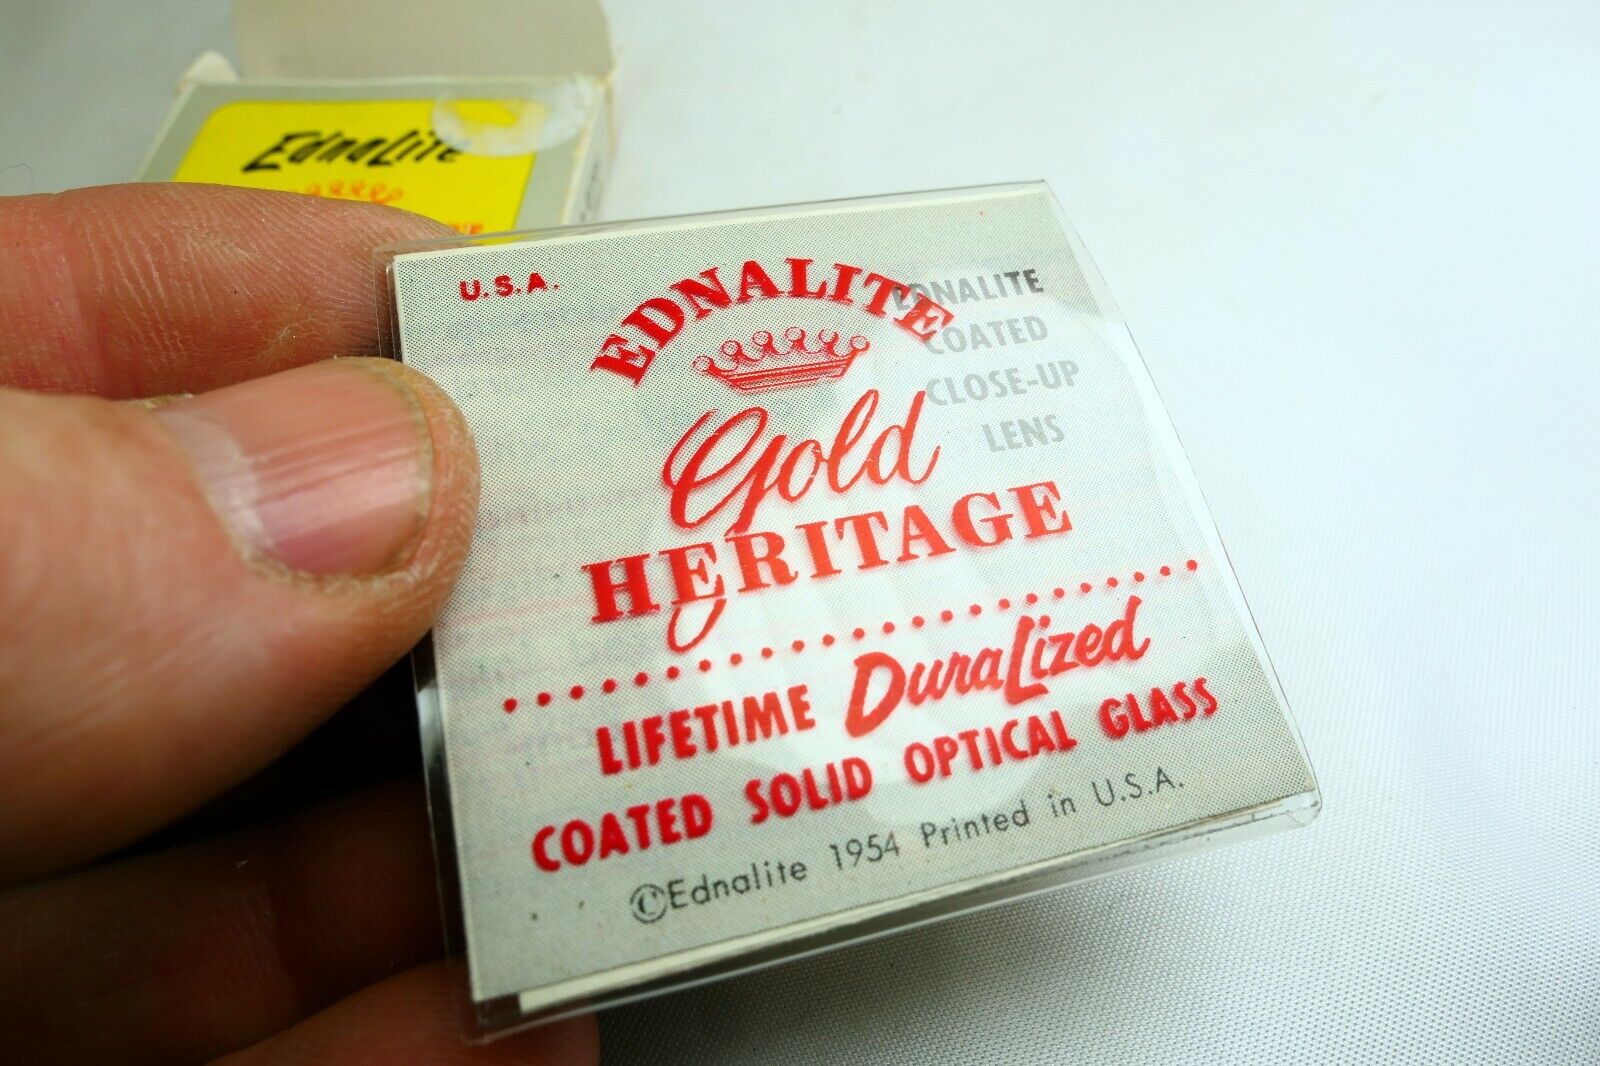 EdnaLite
U.S.A.
EDNALITE
Gold
HERITAGE
EDNALITE
COATED
CLOSE-UP
LENS
LIFETIME DuraLized
COATED SOLID OPTICAL GLASS
©Ednalite 1954 Printed in U.S.A.